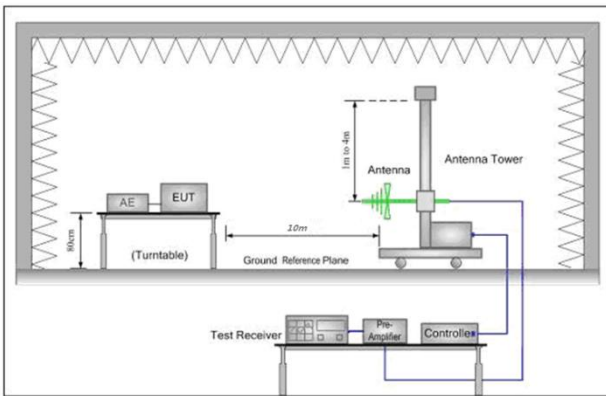 1m to 4m
Antenna
Antenna Tower
AE
EUT
80cm
(Turntable)
10m
Ground Reference Plane
Test Receiver
Pre-
Amplifier
Controller